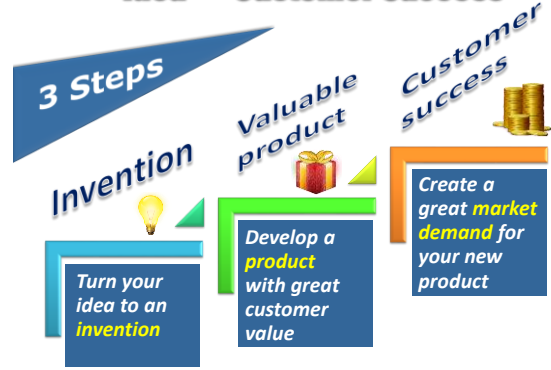 3 Steps
Invention
Valuable
product
Customer
success
Turn your
idea to an
invention
Develop a
product
with great
customer
value
Create a
great market
demand for
your new
product